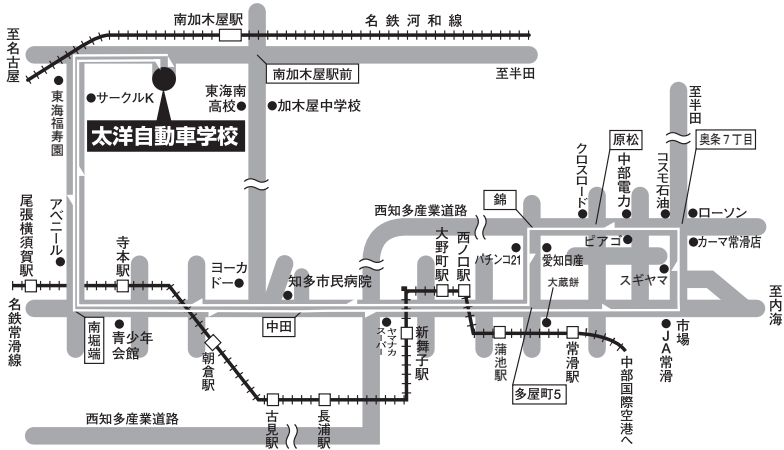 至名古屋
南加木屋駅
名鉄河和線
南加木屋駅前
至半田
東海福寿園
サークルK
東海南
高校
加木屋中学校
太洋自動車学校
至半田
原松
奥条7丁目
クロスロード
中部電力
コスモ石油
ローソン
カーマ常滑店
尾張横須賀駅
アベニール
寺本駅
ヨーカ
ドー
知多市民病院
西知多産業道路
錦
大野町駅
西ノ口駅
パチンコ21
愛知日産
ピアゴ
スギヤマ
大蔵餅
至内海
名鉄常滑線
南堀端
青少年
会館
朝倉駅
中田
ヤマナカ
スーパー
新舞子駅
蒲池駅
常滑駅
多屋町5
中部国際空港へ
市場
JA常滑
西知多産業道路
古見駅
長浦駅